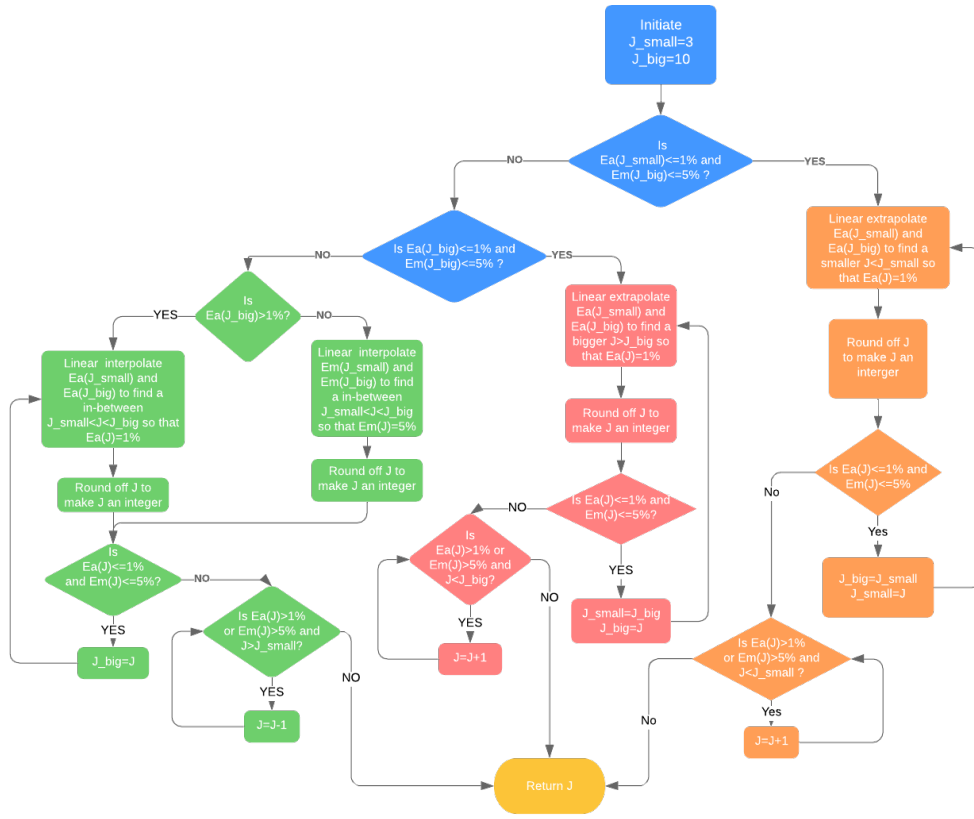 Initiate
J_small=3
J_big=10
Is
Ea(J_small)<=1% and
Em(J_big)<=5% ?
NO
YES
Is Ea(J_big)<=1% and
Em(J_big)<=5% ?
NO
YES
Is
Ea(J_big)>1%?
YES
NO
Linear interpolate
Ea(J_small) and
Ea(J_big) to find a
in-between
J_small<J<J_big so that
Ea(J)=1%
Round off J to
make J an integer
Linear interpolate
Em(J_small) and
Em(J_big) to find
a in-between
J_small<J<J_big
so that Em(J)=5%
Round off J to
make J an integer
Is
Ea(J)<=1%
and Em(J)<=5%?
NO
YES
J_big=J
Is Ea(J)>1%
or Em(J)>5% and
J>J_small?
NO
YES
J=J-1
Linear extrapolate
Ea(J_small) and
Ea(J_big) to find a
bigger J>J_big so
that Ea(J)=1%
Round off J to
make J an integer
Is Ea(J)<=1% and
Em(J)<=5%?
NO
YES
J_small=J_big
J_big=J
Is
Ea(J)>1% or
Em(J)>5% and
J<J_big?
NO
YES
J=J+1
Linear extrapolate
Ea(J_small) and
Ea(J_big) to find a
smaller J<J_small so
that Ea(J)=1%
Round off J
to make J an
interger
Is Ea(J)<=1% and
Em(J)<=5%
No
Yes
J_big=J_small
J_small=J
Is Ea(J)>1%
or Em(J)>5% and
J<J_small ?
No
Yes
J=J+1
Return J